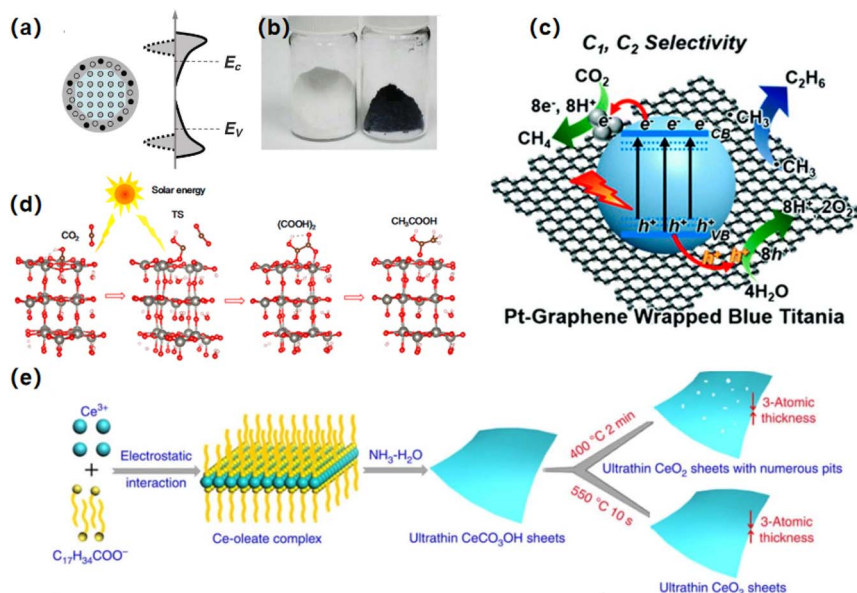 (a)
E_C
E_V
(b)
(c)
C₁, C₂ Selectivity
CO₂
8e⁻, 8H⁺
CH₄
e⁻
e⁻ e⁻ e⁻
CB
•CH₃
•CH₃
C₂H₆
h⁺ h⁺ h⁺
VB
h⁺ h⁺
8h⁺
8H⁺, 2O₂
4H₂O
Pt-Graphene Wrapped Blue Titania
(d)
Solar energy
CO₂
TS
(COOH)₂
CH₃COOH
(e)
Ce³⁺
+
C₁₇H₃₄COO⁻
Electrostatic
interaction
Ce-oleate complex
NH₃-H₂O
Ultrathin CeCO₃OH sheets
400 °C 2 min
550 °C 10 s
3-Atomic
thickness
Ultrathin CeO₂ sheets with numerous pits
3-Atomic
thickness
Ultrathin CeO₂ sheets